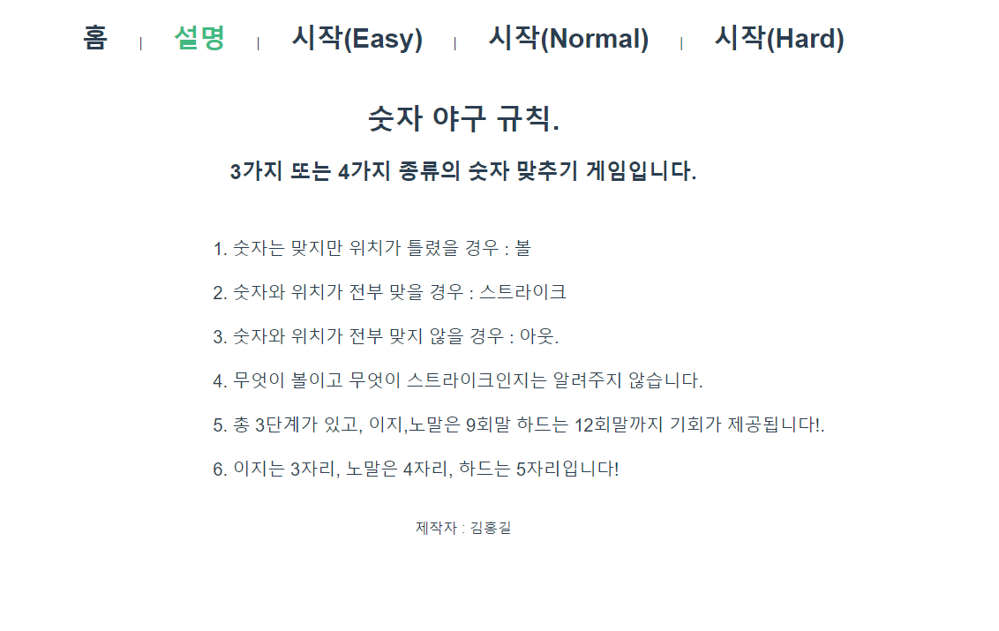 홈 | 설명 | 시작(Easy) | 시작(Normal) | 시작(Hard)
숫자 야구 규칙.
3가지 또는 4가지 종류의 숫자 맞추기 게임입니다.
1. 숫자는 맞지만 위치가 틀렸을 경우 : 볼
2. 숫자와 위치가 전부 맞을 경우 : 스트라이크
3. 숫자와 위치가 전부 맞지 않을 경우 : 아웃.
4. 무엇이 볼이고 무엇이 스트라이크인지는 알려주지 않습니다.
5. 총 3단계가 있고, 이지,노말은 9회말 하드는 12회말까지 기회가 제공됩니다!.
6. 이지는 3자리, 노말은 4자리, 하드는 5자리입니다!
제작자 : 김홍길